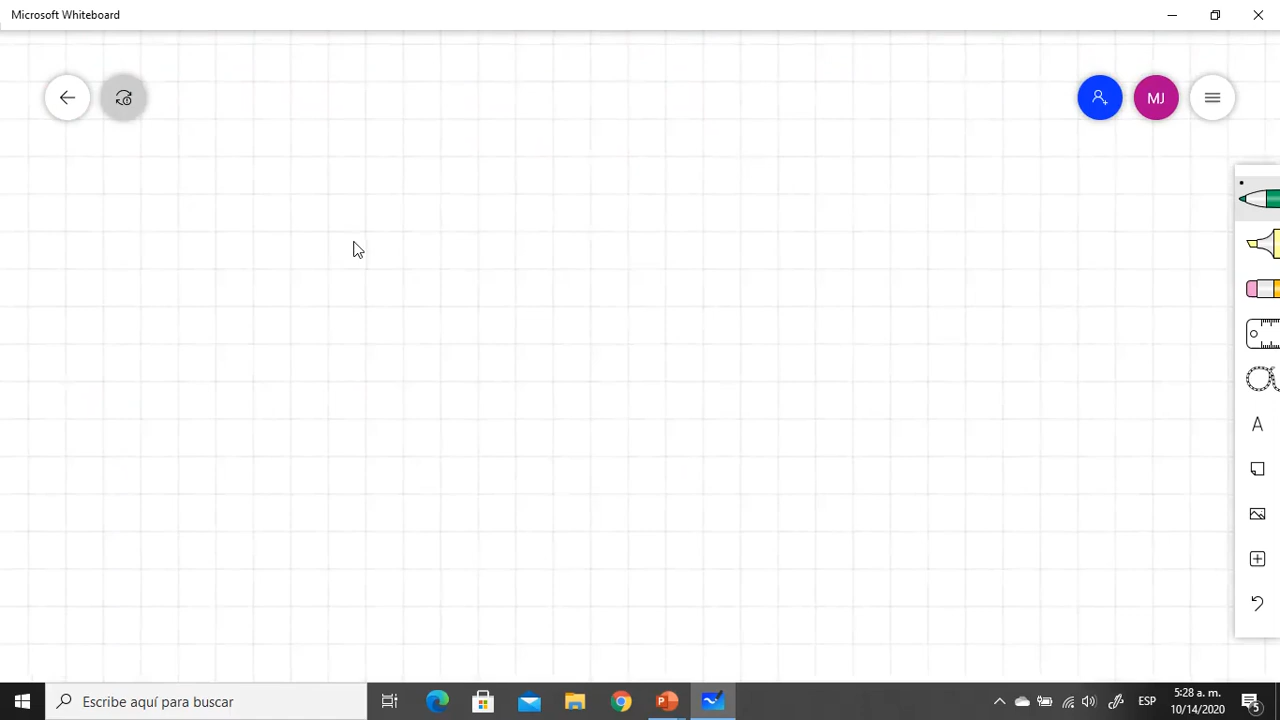 Microsoft Whiteboard
MJ
A
Escribe aquí para buscar
ESP
5:28 a. m.
10/14/2020
5